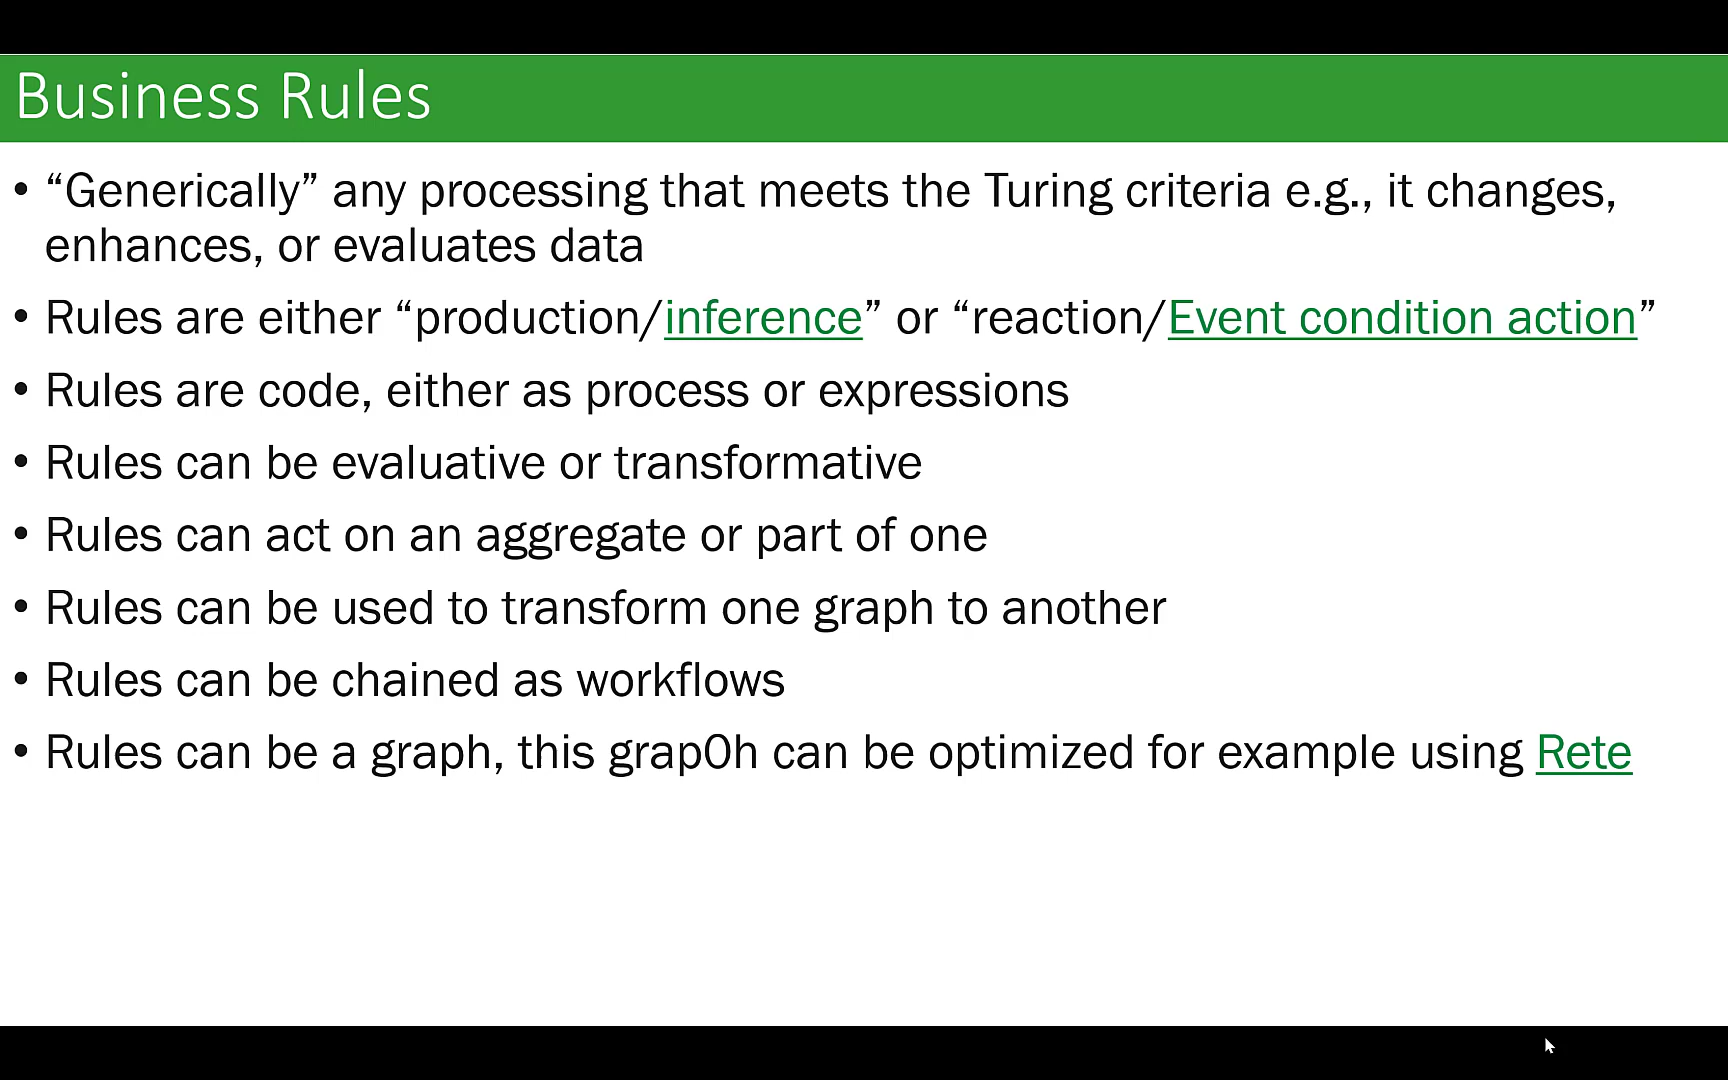 Business Rules
• “Generically” any processing that meets the Turing criteria e.g., it changes,
enhances, or evaluates data
• Rules are either “production/inference” or “reaction/Event condition action”
• Rules are code, either as process or expressions
• Rules can be evaluative or transformative
• Rules can act on an aggregate or part of one
• Rules can be used to transform one graph to another
• Rules can be chained as workflows
• Rules can be a graph, this grap0h can be optimized for example using Rete